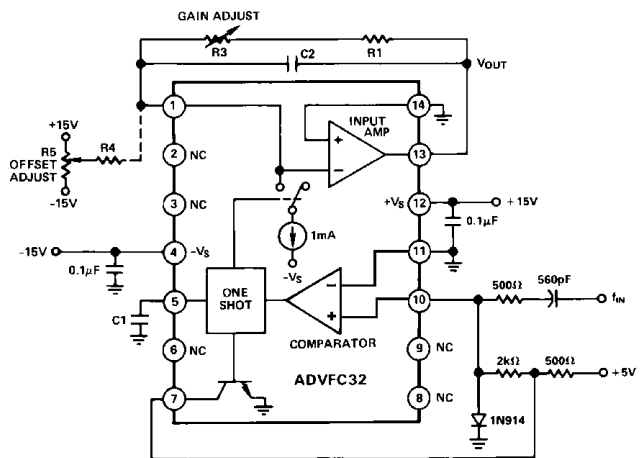 GAIN ADJUST
R3
R1
C2
VOUT
1
14
INPUT
AMP
+
−
+15V
R5
OFFSET
ADJUST
R4
-15V
2
NC
13
3
NC
+VS
12
+15V
0.1µF
1mA
-15V
4
-VS
0.1µF
-VS
11
5
ONE
SHOT
−
+
10
500Ω
560pF
fIN
C1
COMPARATOR
6
NC
9
NC
2kΩ
500Ω
+5V
ADVFC32
7
8
NC
1N914